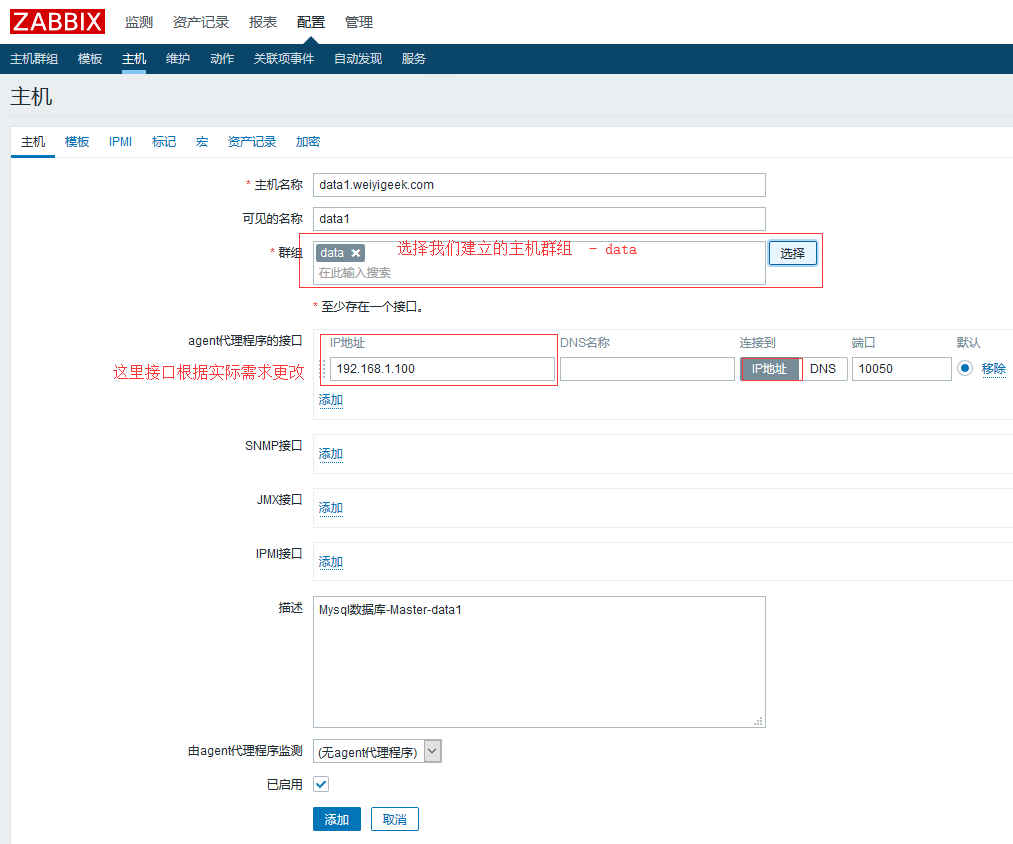 ZABBIX 监测 资产记录 报表 配置 管理
主机群组 模板 主机 维护 动作 关联项事件 自动发现 服务
主机
主机 模板 IPMI 标记 宏 资产记录 加密
* 主机名称 data1.weiyigeek.com
可见的名称 data1
* 群组 data 选择我们建立的主机群组 - data 选择
在此输入搜索
* 至少存在一个接口。
agent代理程序的接口 IP地址 DNS名称 连接到 端口 默认
这里接口根据实际需求更改 192.168.1.100 IP地址 DNS 10050 移除
添加
SNMP接口 添加
JMX接口 添加
IPMI接口 添加
描述 Mysql数据库-Master-data1
由agent代理程序监测 (无agent代理程序)
已启用
添加 取消